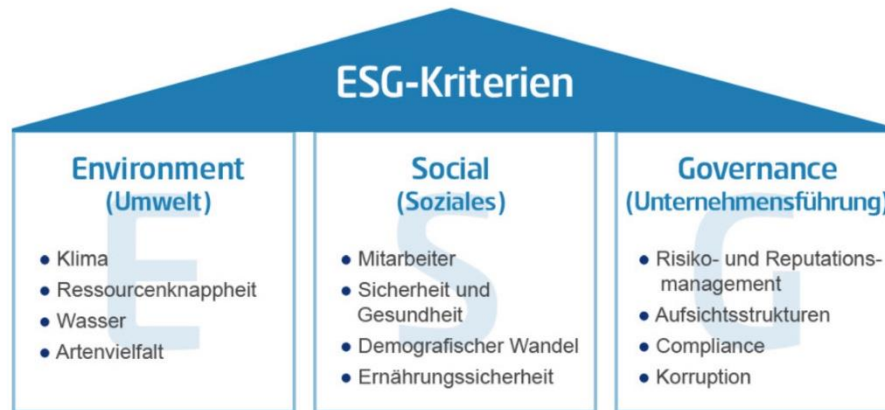 ESG-Kriterien
Environment
(Umwelt)
• Klima
• Ressourcenknappheit
• Wasser
• Artenvielfalt
E
Social
(Soziales)
• Mitarbeiter
• Sicherheit und
Gesundheit
• Demografischer Wandel
• Ernährungssicherheit
S
Governance
(Unternehmensführung)
• Risiko- und Reputations-
management
• Aufsichtsstrukturen
• Compliance
• Korruption
G